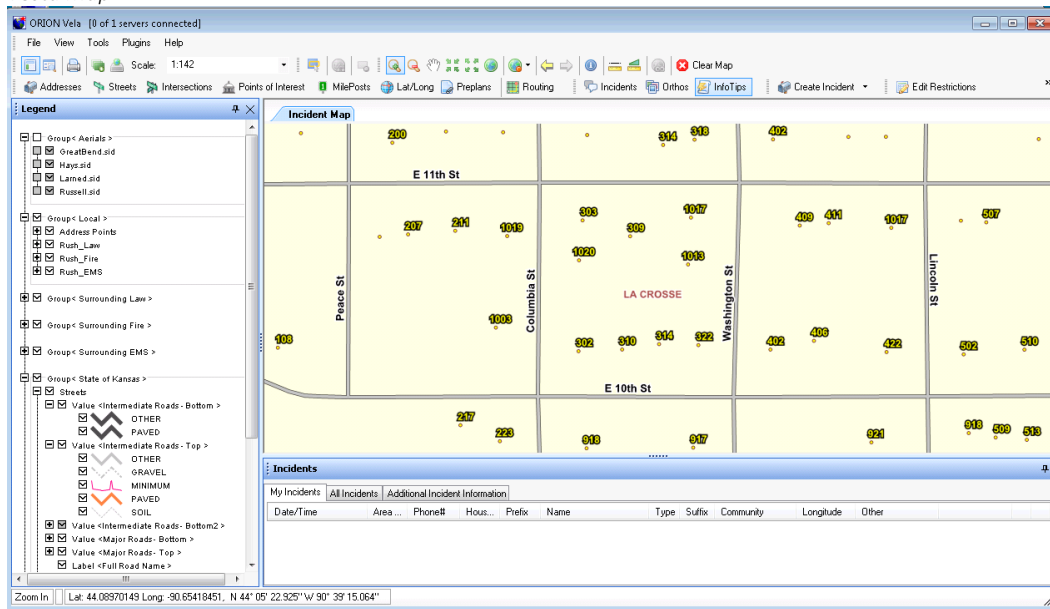 ORION Vela [0 of 1 servers connected]
File View Tools Plugins Help
Scale: 1:142 Clear Map
Addresses Streets Intersections Points of Interest MilePosts Lat/Long Preplans Routing Incidents Orthos InfoTips Create Incident Edit Restrictions
Legend
Group< Aerials >
GreatBend.sid
Hays.sid
Larned.sid
Russell.sid
Group< Local >
Address Points
Rush_Law
Rush_Fire
Rush_EMS
Group< Surrounding Law >
Group< Surrounding Fire >
Group< Surrounding EMS >
Group< State of Kansas >
Streets
Value <Intermediate Roads- Bottom >
OTHER
PAVED
Value <Intermediate Roads- Top >
OTHER
GRAVEL
MINIMUM
PAVED
SOIL
Value <Intermediate Roads- Bottom2 >
Value <Major Roads- Bottom >
Value <Major Roads- Top >
Label <Full Road Name >
Incident Map
200 314 318 402
E 11th St
207 211 1019 303 309 1017 409 411 1017 507
1020 1013
Peace St
Columbia St
Washington St
Lincoln St
LA CROSSE
108 1003 302 310 314 322 402 406 422 502 510
E 10th St
217 223 918 917 921 918 509 513
Incidents
My Incidents All Incidents Additional Incident Information
Date/Time Area ... Phone# Hous... Prefix Name Type Suffix Community Longitude Other
Zoom In Lat: 44.08970149 Long: -90.65418451, N 44° 05' 22.925" W 90° 39' 15.064"